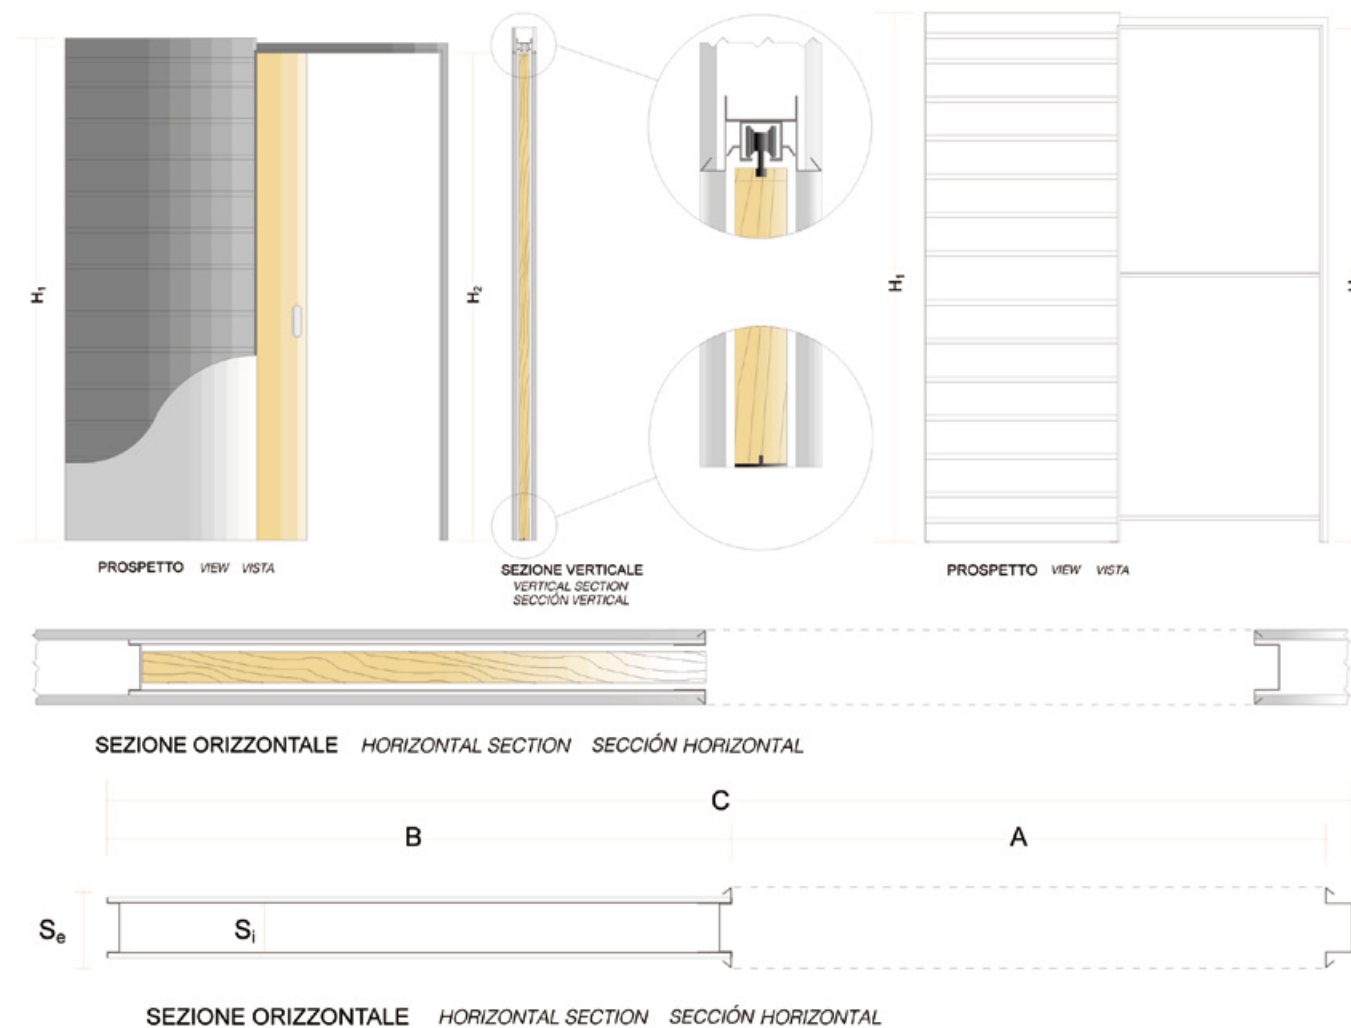 H₁
H₂
H₁
H
PROSPETTO VIEW VISTA
SEZIONE VERTICALE
VERTICAL SECTION
SECCIÓN VERTICAL
PROSPETTO VIEW VISTA
SEZIONE ORIZZONTALE HORIZONTAL SECTION SECCIÓN HORIZONTAL
C
B
A
Sₑ
Sᵢ
SEZIONE ORIZZONTALE HORIZONTAL SECTION SECCIÓN HORIZONTAL